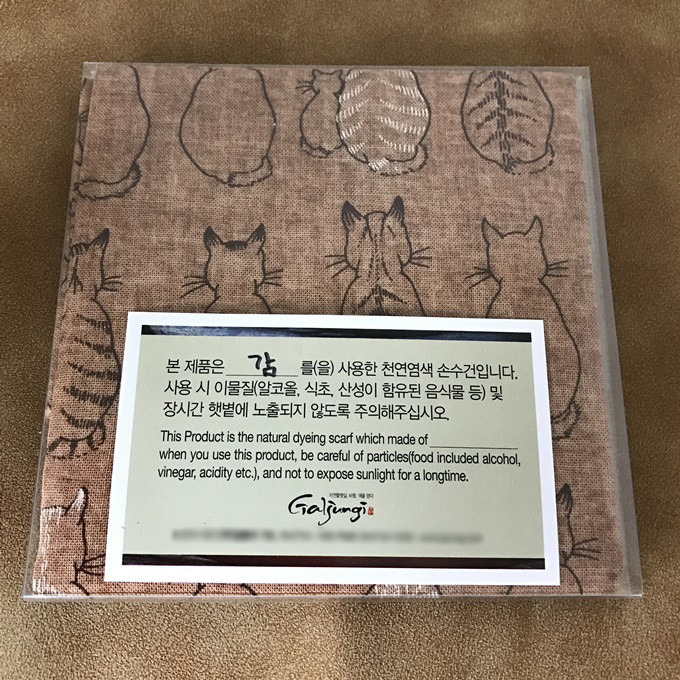 본 제품은 감 를(을) 사용한 천연염색 손수건입니다.
사용 시 이물질(알코올, 식초, 산성이 함유된 음식물 등) 및
장시간 햇볕에 노출되지 않도록 주의해주십시오.
This Product is the natural dyeing scarf which made of
when you use this product, be careful of particles(food included alcohol,
vinegar, acidity etc.), and not to expose sunlight for a longtime.
Galjungi